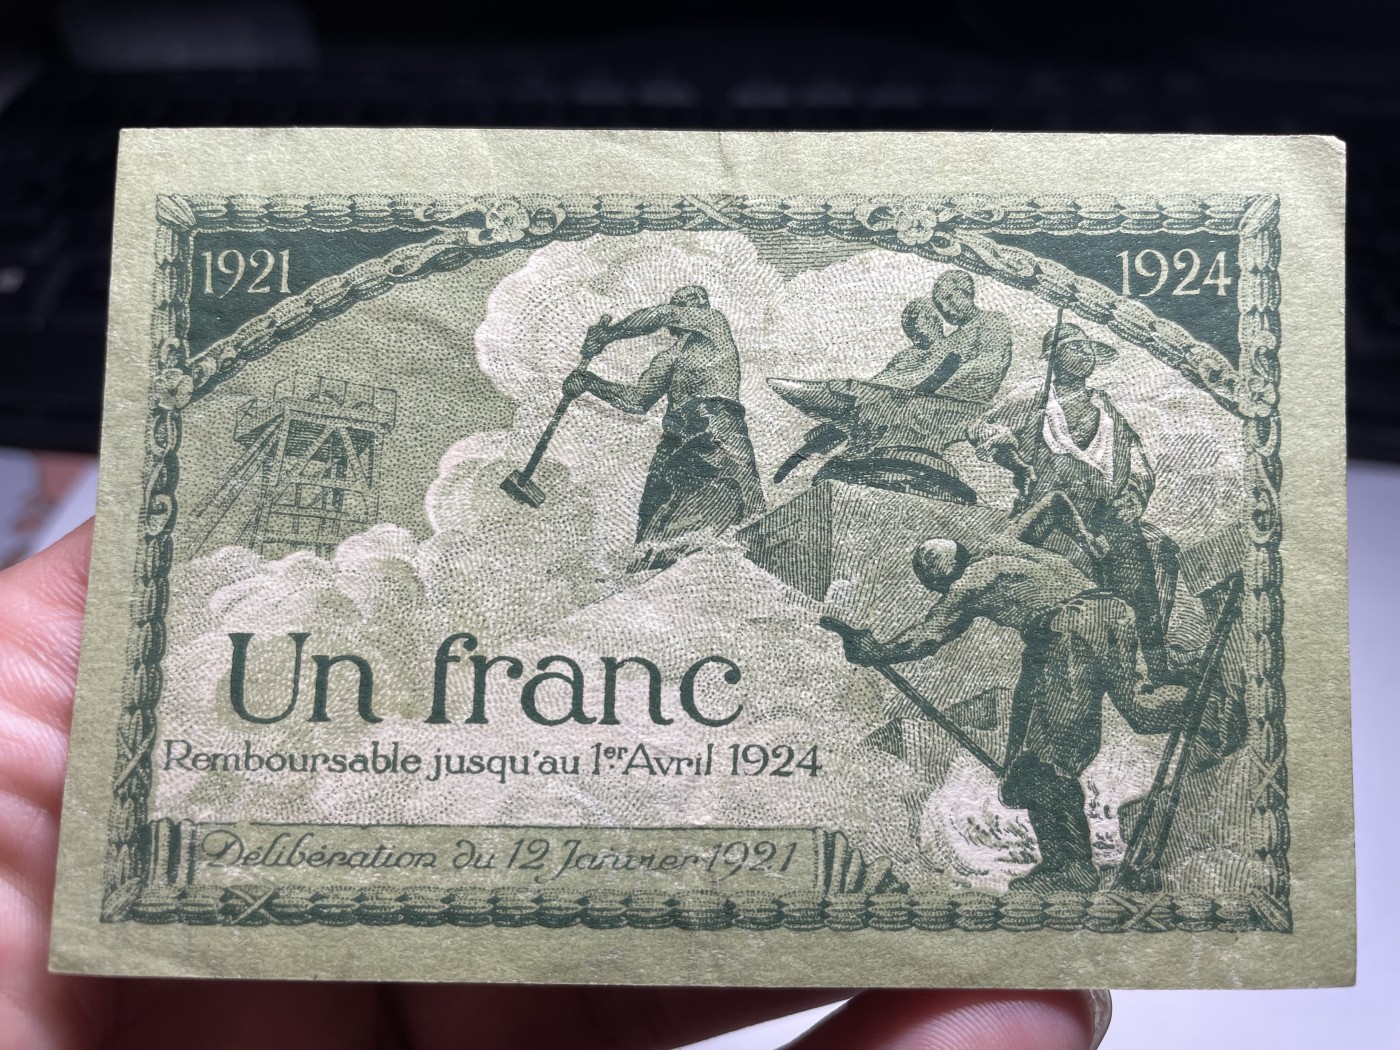 1921
1924
Un franc
Remboursable jusqu'au 1er Avril 1924
Délibération du 12 Janvier 1921